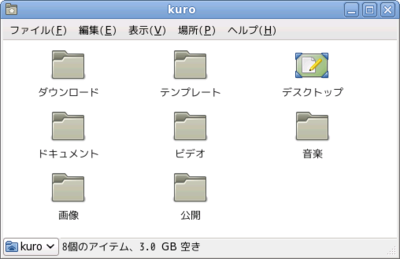 kuro
ファイル(F) 編集(E) 表示(V) 場所(P) ヘルプ(H)
ダウンロード テンプレート デスクトップ
ドキュメント ビデオ 音楽
画像 公開
kuro 8個のアイテム、3.0 GB 空き